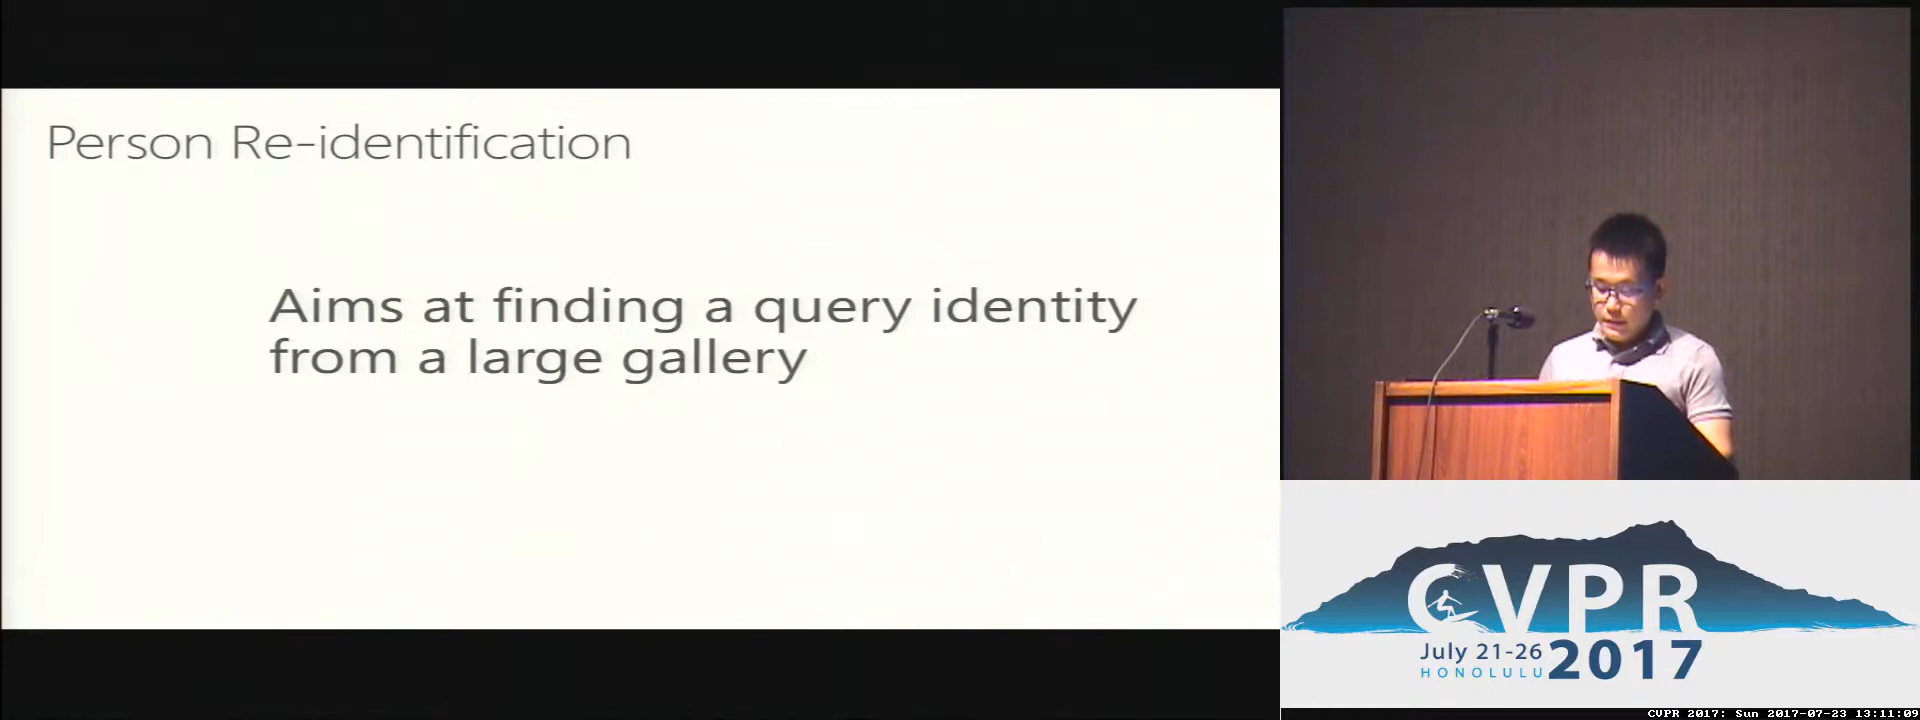 Person Re-identification
Aims at finding a query identity
from a large gallery
CVPR
July 21-26
HONOLULU
2017
CVPR 2017: Sun 2017-07-23 13:11:09